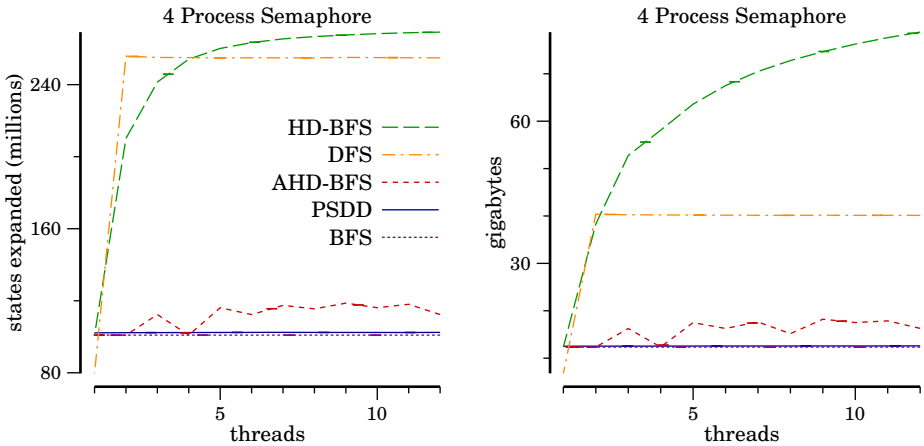 4 Process Semaphore
states expanded (millions)
240
160
80
HD-BFS
DFS
AHD-BFS
PSDD
BFS
5
10
threads
4 Process Semaphore
gigabytes
60
30
5
10
threads